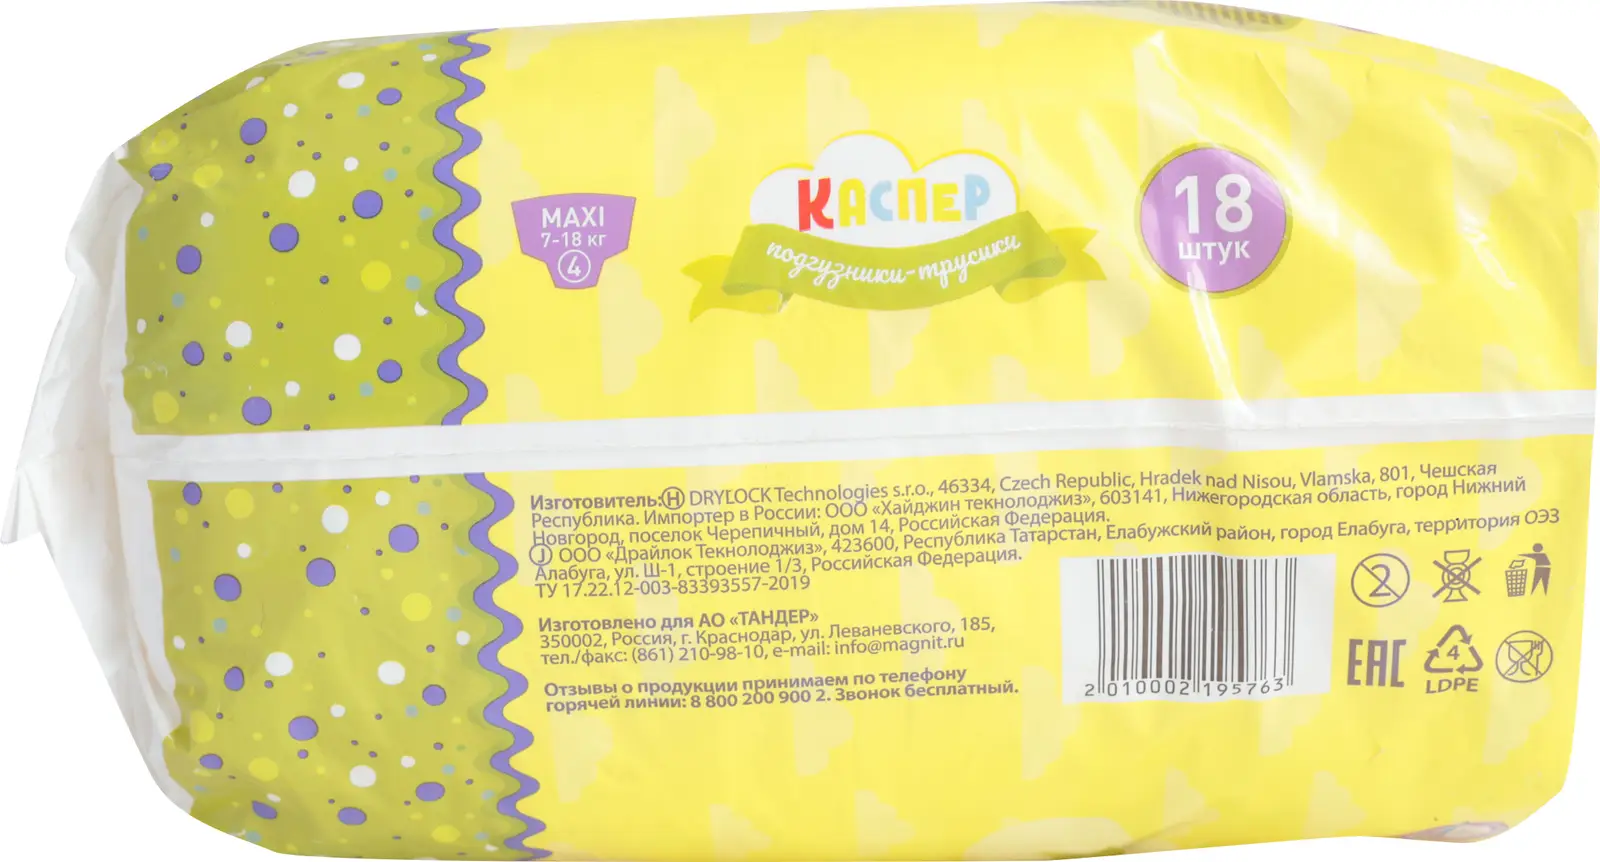 MAXI
7-18 кг
4
КАСПЕР
подгузники-трусики
18
штук
Изготовитель: Н DRYLOCK Technologies s.r.o., 46334, Czech Republic, Hradek nad Nisou, Vlamska, 801, Чешская
Республика. Импортер в России: ООО «Хайджин текнолоджиз», 603141, Нижегородская область, город Нижний
Новгород, поселок Черепичный, дом 14, Российская Федерация.
J ООО «Драйлок Текнолоджиз», 423600, Республика Татарстан, Елабужский район, город Елабуга, территория ОЭЗ
Алабуга, ул. Ш-1, строение 1/3, Российская Федерация.
ТУ 17.22.12-003-83393557-2019
Изготовлено для АО «ТАНДЕР»
350002, Россия, г. Краснодар, ул. Леваневского, 185,
тел./факс: (861) 210-98-10, e-mail: info@magnit.ru
Отзывы о продукции принимаем по телефону
горячей линии: 8 800 200 900 2. Звонок бесплатный.
2 010002 195763
2
EAC
4
LDPE